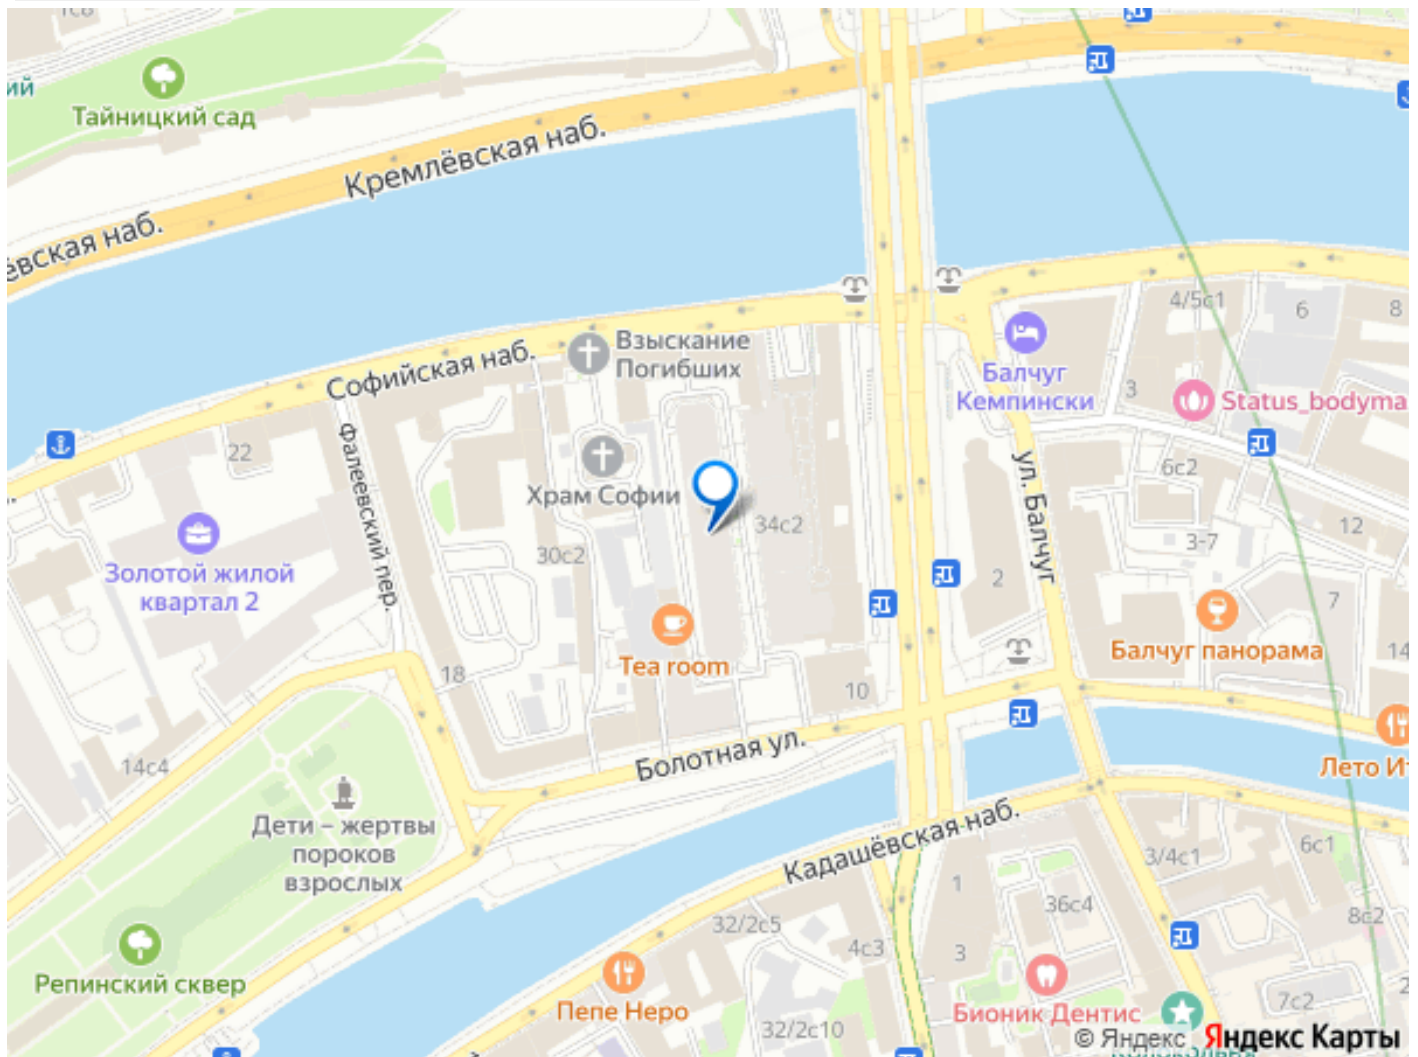 1с8
ий
Тайницкий сад
Кремлёвская наб.
ёвская наб.
4/5с1
6
8
Взыскание
Погибших
Софийская наб.
Балчуг
Кемпински
3
Status_bodyma
22
Фалеевский пер.
ул. Балчуг
6с2
Храм Софии
34с2
12
30с2
3-7
Золотой жилой
квартал 2
2
7
Tea room
Балчуг панорама
14
18
10
14с4
Болотная ул.
Лето Ит
Дети – жертвы
пороков
взрослых
Кадашёвская наб.
3/4с1
6с1
1
36с4
8с2
32/2с5
4с3
3
Репинский сквер
Пепе Неро
Бионик Дентис
7с2
2
32/2с10
© Яндекс Яндекс Карты